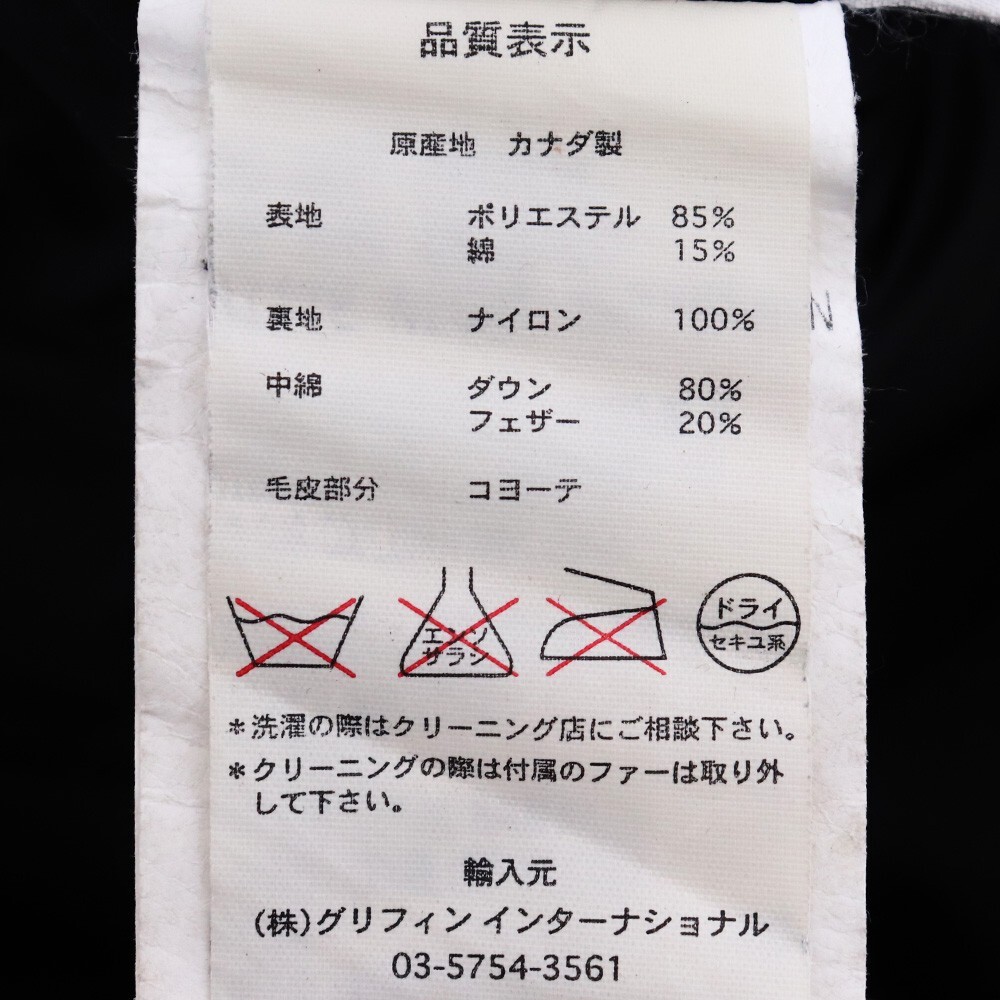 品質表示
原産地 カナダ製
表地 ポリエステル 85%
綿 15%
裏地 ナイロン 100%
N
中綿 ダウン 80%
フェザー 20%
毛皮部分 コヨーテ
エンソ
サラシ
ドライ
セキユ系
*洗濯の際はクリーニング店にご相談下さい。
*クリーニングの際は付属のファーは取り外
して下さい。
輸入元
(株)グリフィン インターナショナル
03-5754-3561